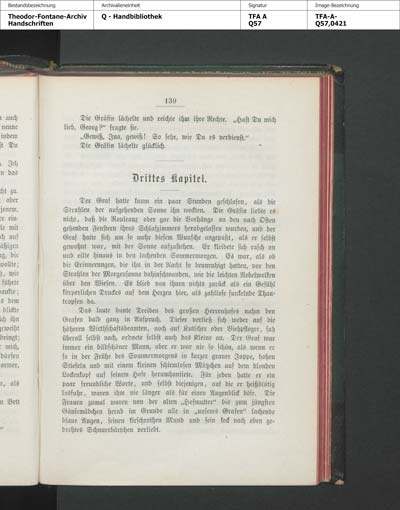 Bestandsbezeichnung
Archivalieneinheit
Signatur
Image-Bezeichnung
Theodor-Fontane-Archiv
Handschriften
Q - Handbibliothek
TFA A
Q57
TFA-A-
Q57,0421
139
Die Gräfin lächelte und reichte ihm ihre Rechte. „Hast Du mich
lieb, Georg?“ fragte sie.
„Gewiß, Ina, gewiß! So sehr, wie Du es verdienst.“
Die Gräfin lächelte glücklich.
Drittes Kapitel.
Der Graf hatte kaum ein paar Stunden geschlafen, als die
Strahlen der aufgehenden Sonne ihn weckten. Die Gräfin liebte es
nicht, daß die Rouleaux oder gar die Vorhänge an den nach Osten
gehenden Fenstern ihres Schlafzimmers herabgelassen wurden, und der
Graf hatte sich um so mehr diesem Wunsche angepaßt, als er selbst
gewohnt war, mit der Sonne aufzustehen. Er kleidete sich rasch an
und eilte hinaus in den lachenden Sommermorgen. Es war, als ob
die Erinnerungen, die ihn in der Nacht so beunruhigt hatten, vor den
Strahlen der Morgensonne dahinschwanden, wie die leichten Nebelwolken
über den Wiesen. Es blieb von ihnen nichts zurück als ein Gefühl
körperlichen Druckes auf dem Herzen hier, als zahllose funkelnde Thau-
tropfen da.
Das laute bunte Treiben des großen Herrenhofes nahm den
Grafen bald ganz in Anspruch. Dieser verließ sich weder auf die
höheren Wirthschaftsbeamten, noch auf Kutscher oder Viehpfleger, sah
überall selbst nach, ordnete selbst auch das Kleine an. Der Graf war
immer ein bildschöner Mann, aber er war nie so schön, als wenn er
so in der Frühe des Sommermorgens in kurzer grauer Joppe, hohen
Stiefeln und mit einem kleinen schirmlosen Mützchen auf dem blonden
Lockenkopf auf seinem Hofe herumhantirte. Für jeden hatte er ein
paar freundliche Worte, und selbst diejenigen, auf die er heißblütig
losfuhr, waren ihm nie länger als für einen Augenblick böse. Die
Frauen zumal waren von der alten „Hofmutter“ bis zum jüngsten
Gänsemädchen herab im Grunde alle in „unseres Grafen“ lachende
blaue Augen, seinen kirschrothen Mund und sein keck nach oben ge-
drehtes Schnurrbärtchen verliebt.